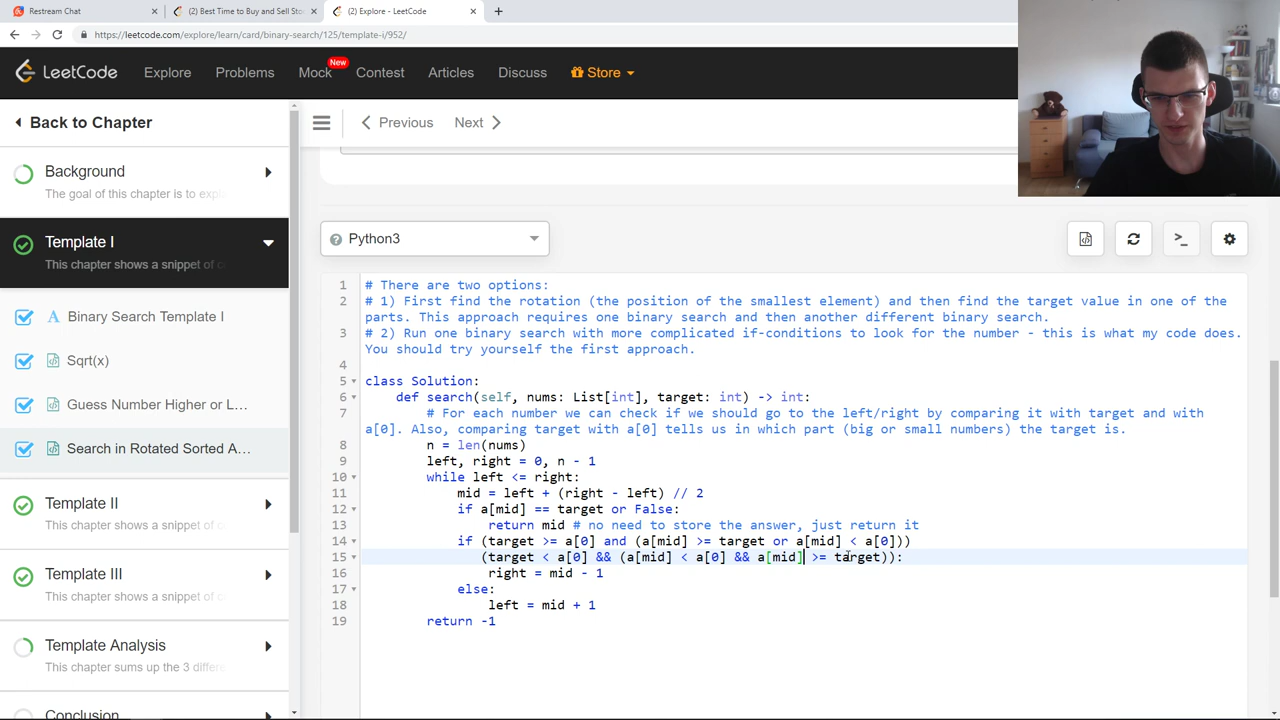 Restream Chat
(2) Best Time to Buy and Sell Sto
(2) Explore - LeetCode
https://leetcode.com/explore/learn/card/binary-search/125/template-i/952/
LeetCode
Explore
Problems
Mock
New
Contest
Articles
Discuss
Store
Back to Chapter
Previous
Next
Background
The goal of this chapter is to expl
Template I
This chapter shows a snippet of c
A Binary Search Template I
Sqrt(x)
Guess Number Higher or L...
Search in Rotated Sorted A...
Template II
This chapter shows a snippet of c
Template III
This chapter shows a snippet of c
Template Analysis
This chapter sums up the 3 differe
Conclusion
Python3
1 # There are two options:
2 # 1) First find the rotation (the position of the smallest element) and then find the target value in one of the
parts. This approach requires one binary search and then another different binary search.
3 # 2) Run one binary search with more complicated if-conditions to look for the number - this is what my code does.
You should try yourself the first approach.
4
5 class Solution:
6 def search(self, nums: List[int], target: int) -> int:
7 # For each number we can check if we should go to the left/right by comparing it with target and with
a[0]. Also, comparing target with a[0] tells us in which part (big or small numbers) the target is.
8 n = len(nums)
9 left, right = 0, n - 1
10 while left <= right:
11 mid = left + (right - left) // 2
12 if a[mid] == target or False:
13 return mid # no need to store the answer, just return it
14 if (target >= a[0] and (a[mid] >= target or a[mid] < a[0]))
15 (target < a[0] && (a[mid] < a[0] && a[mid] >= target)):
16 right = mid - 1
17 else:
18 left = mid + 1
19 return -1